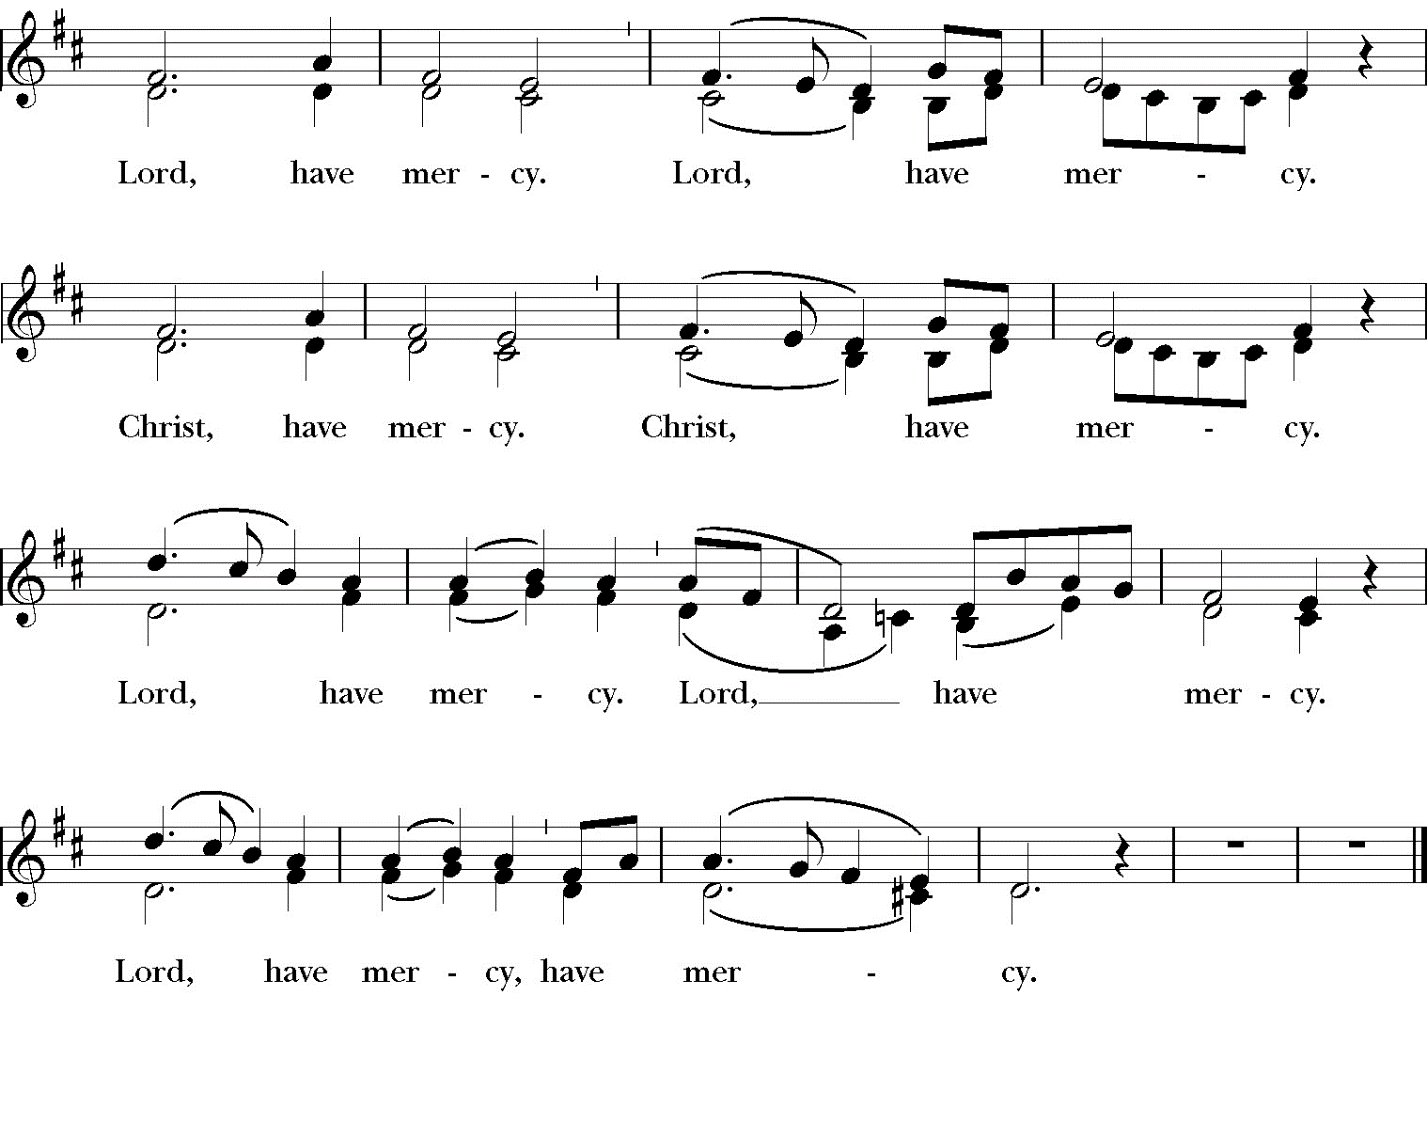 Lord, have mer - cy. Lord, have mer - cy.
Christ, have mer - cy. Christ, have mer - cy.
Lord, have mer - cy. Lord, have mer - cy.
Lord, have mer - cy, have mer - cy.